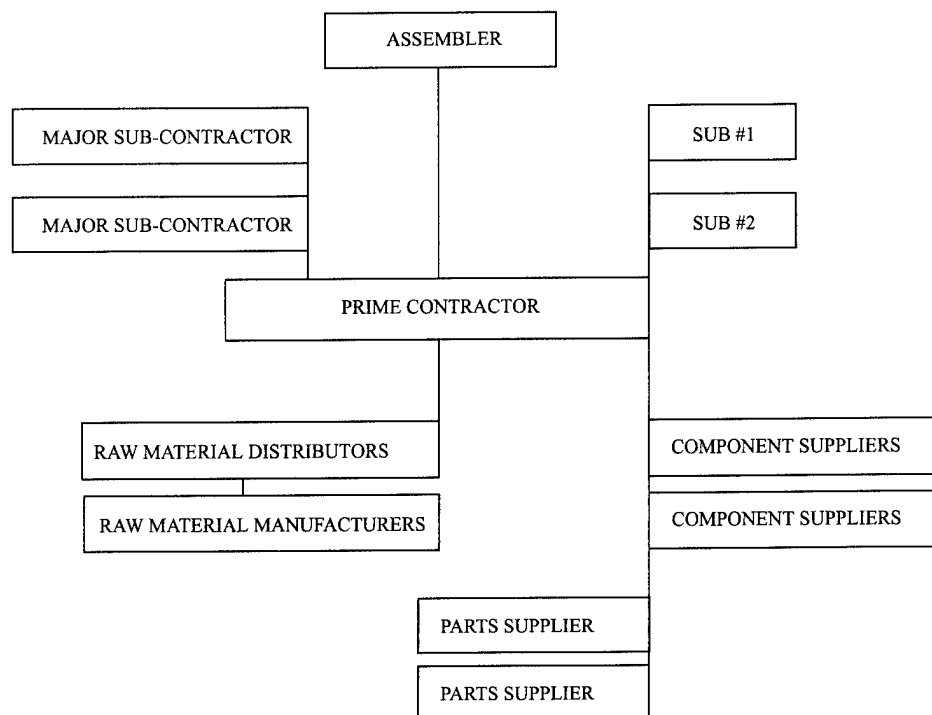 ASSEMBLER
MAJOR SUB-CONTRACTOR
SUB #1
MAJOR SUB-CONTRACTOR
SUB #2
PRIME CONTRACTOR
RAW MATERIAL DISTRIBUTORS
COMPONENT SUPPLIERS
RAW MATERIAL MANUFACTURERS
COMPONENT SUPPLIERS
PARTS SUPPLIER
PARTS SUPPLIER